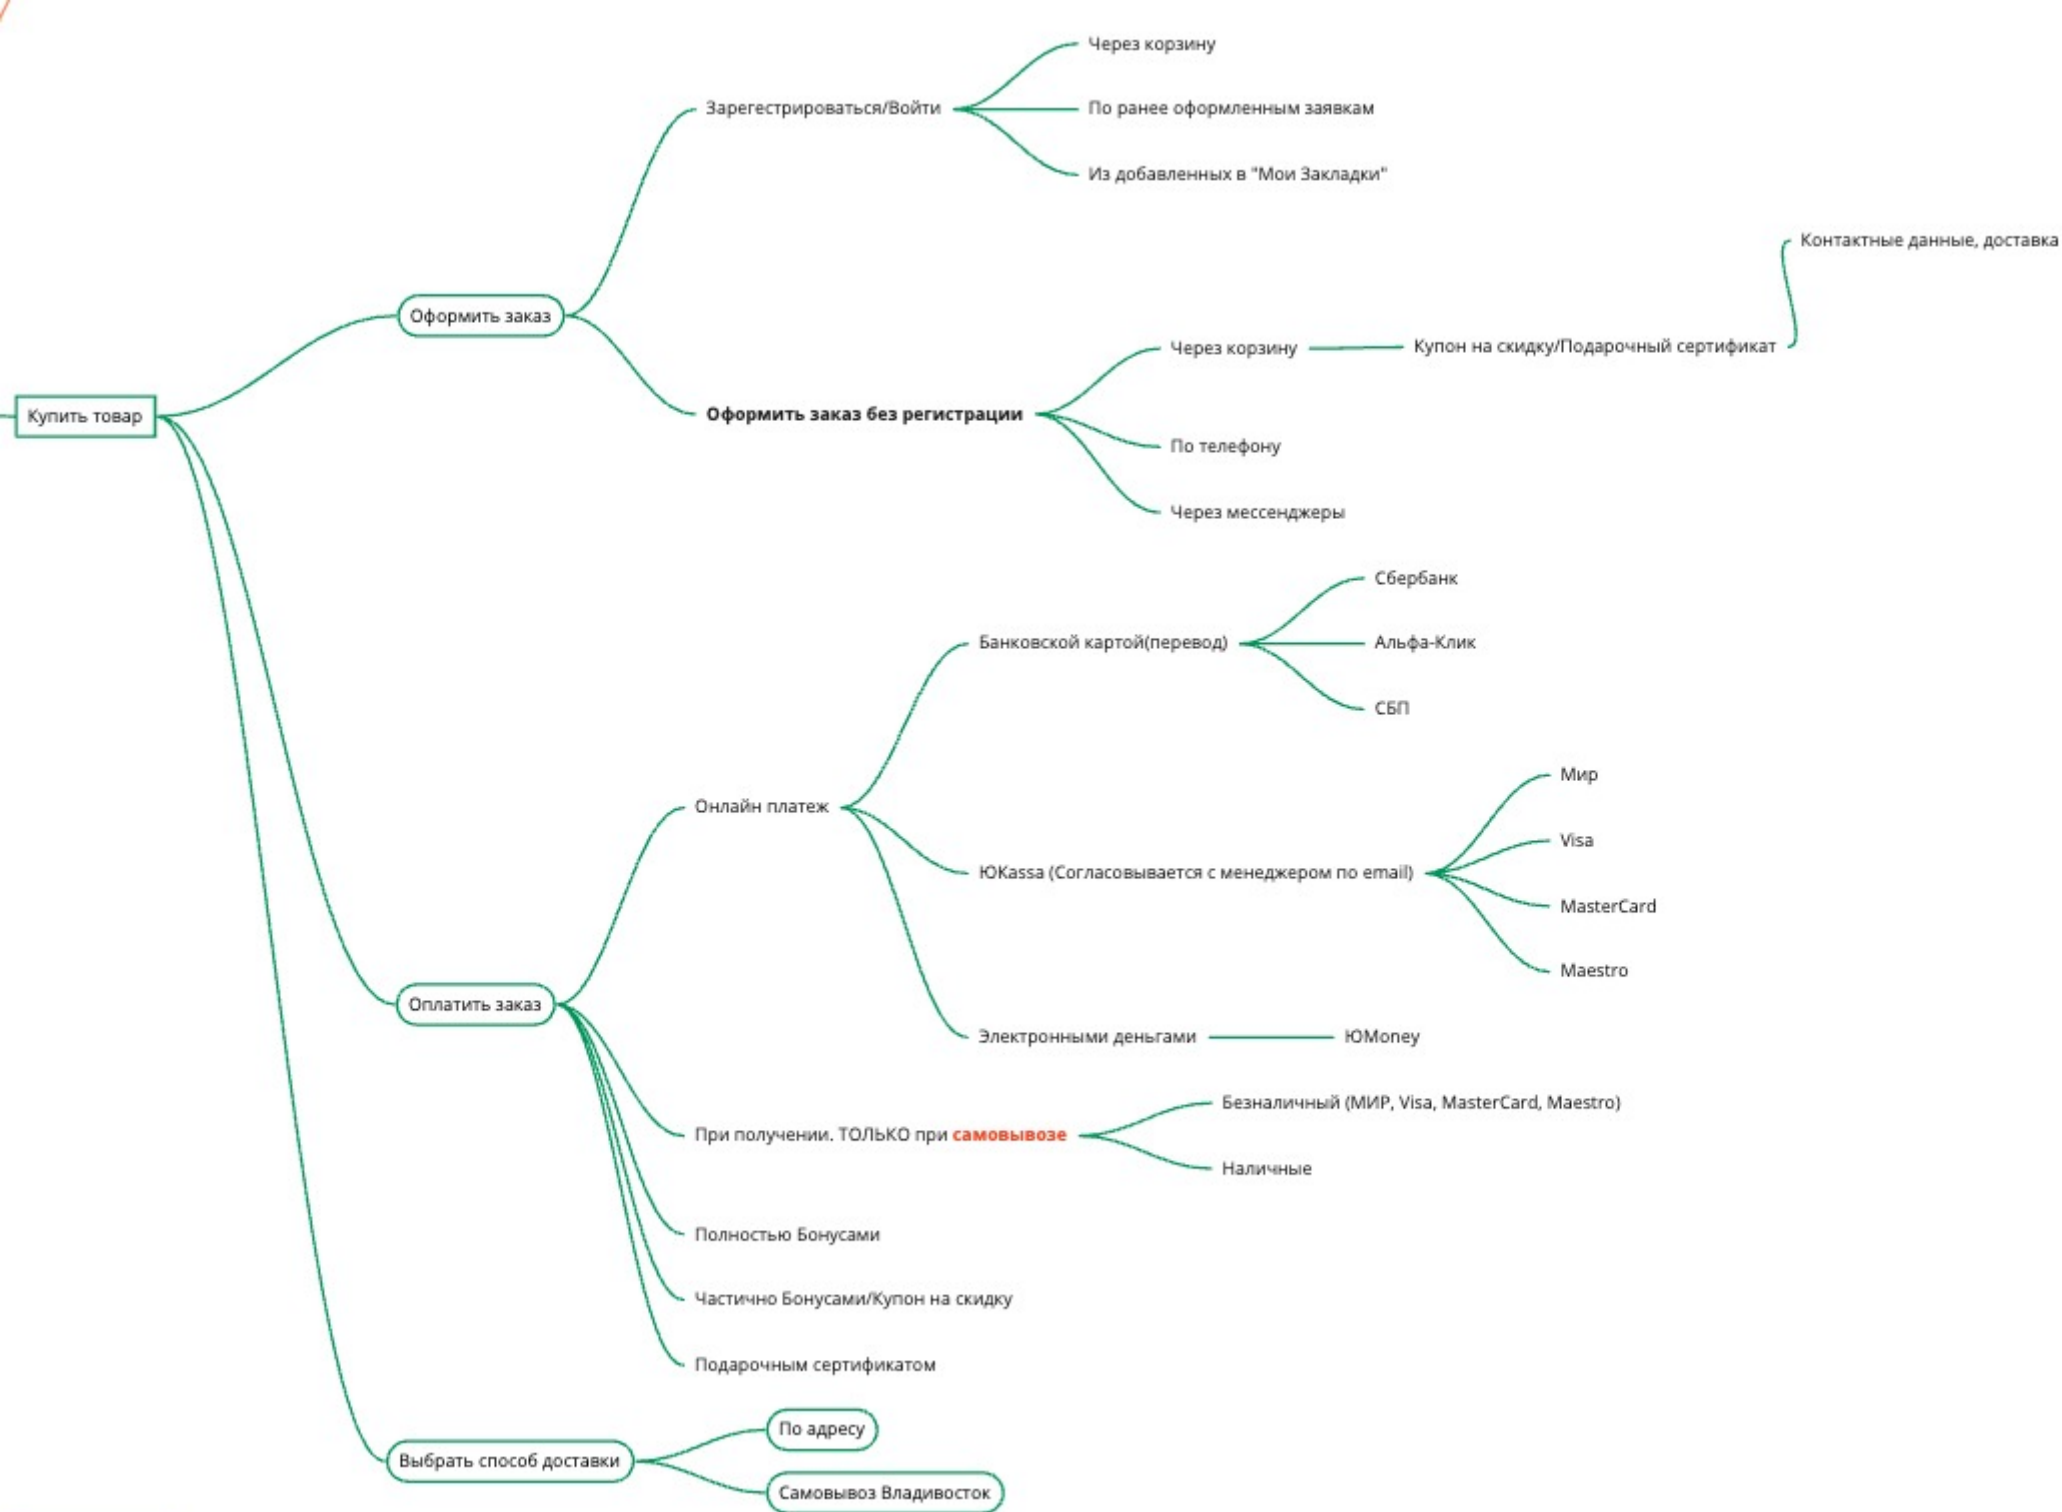 Через корзину
Зарегестрироваться/Войти
По ранее оформленным заявкам
Из добавленных в "Мои Закладки"
Контактные данные, доставка
Оформить заказ
Через корзину
Купон на скидку/Подарочный сертификат
Купить товар
Оформить заказ без регистрации
По телефону
Через мессенджеры
Сбербанк
Банковской картой(перевод)
Альфа-Клик
СБП
Мир
Онлайн платеж
Visa
ЮKassa (Согласовывается с менеджером по email)
MasterCard
Maestro
Оплатить заказ
Электронными деньгами
ЮMoney
Безналичный (МИР, Visa, MasterCard, Maestro)
При получении. ТОЛЬКО при самовывозе
Наличные
Полностью Бонусами
Частично Бонусами/Купон на скидку
Подарочным сертификатом
По адресу
Выбрать способ доставки
Самовывоз Владивосток